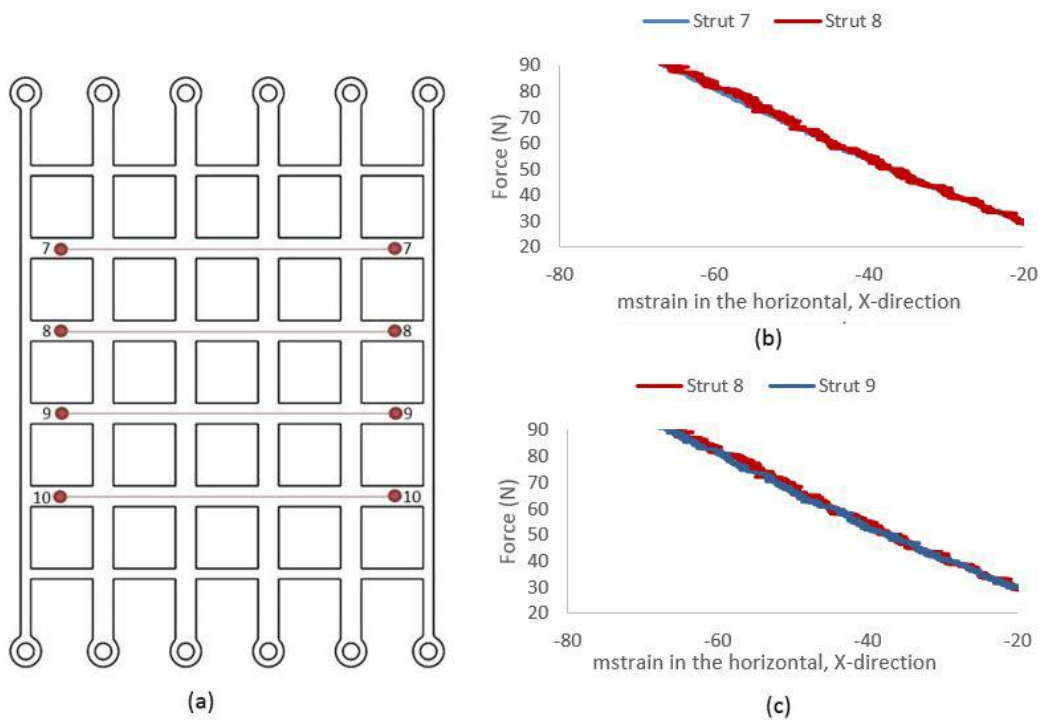 7 7
8 8
9 9
10 10
(a)
Strut 7 Strut 8
Force (N)
90
80
70
60
50
40
30
20
-80 -60 -40 -20
mstrain in the horizontal, X-direction
(b)
Strut 8 Strut 9
Force (N)
90
80
70
60
50
40
30
20
-80 -60 -40 -20
mstrain in the horizontal, X-direction
(c)